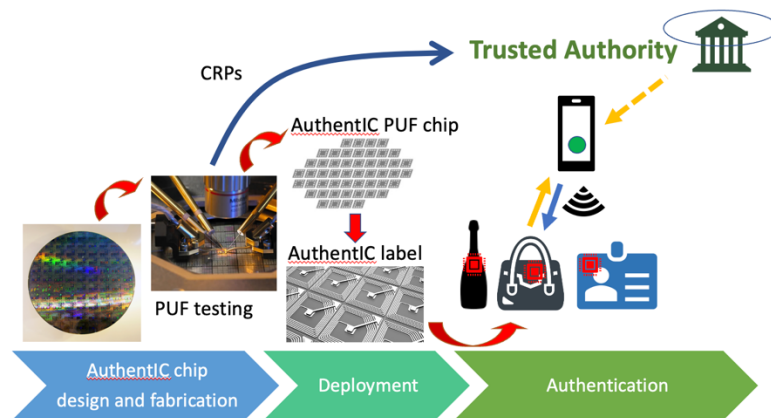 Trusted Authority
CRPs
AuthentIC PUF chip
AuthentIC label
PUF testing
AuthentIC chip
design and fabrication
Deployment
Authentication